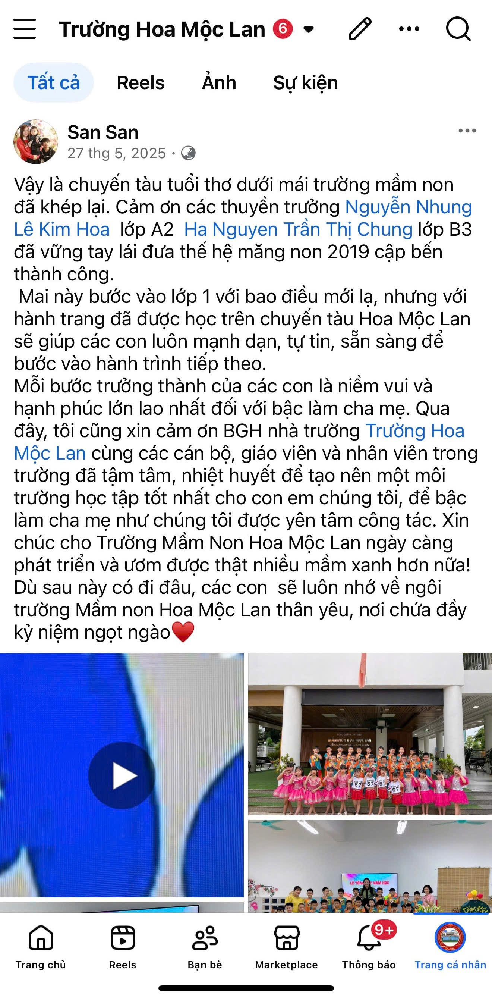 Trường Hoa Mộc Lan 6
Tất cả Reels Ảnh Sự kiện
San San
27 thg 5, 2025 ·
Vậy là chuyến tàu tuổi thơ dưới mái trường mầm non
đã khép lại. Cảm ơn các thuyền trưởng Nguyễn Nhung
Lê Kim Hoa lớp A2 Ha Nguyen Trần Thị Chung lớp B3
đã vững tay lái đưa thế hệ măng non 2019 cập bến
thành công.
Mai này bước vào lớp 1 với bao điều mới lạ, nhưng với
hành trang đã được học trên chuyến tàu Hoa Mộc Lan
sẽ giúp các con luôn mạnh dạn, tự tin, sẵn sàng để
bước vào hành trình tiếp theo.
Mỗi bước trưởng thành của các con là niềm vui và
hạnh phúc lớn lao nhất đối với bậc làm cha mẹ. Qua
đây, tôi cũng xin cảm ơn BGH nhà trường Trường Hoa
Mộc Lan cùng các cán bộ, giáo viên và nhân viên trong
trường đã tậm tâm, nhiệt huyết để tạo nên một môi
trường học tập tốt nhất cho con em chúng tôi, để bậc
làm cha mẹ như chúng tôi được yên tâm công tác. Xin
chúc cho Trường Mầm Non Hoa Mộc Lan ngày càng
phát triển và ươm được thật nhiều mầm xanh hơn nữa!
Dù sau này có đi đâu, các con sẽ luôn nhớ về ngôi
trường Mầm non Hoa Mộc Lan thân yêu, nơi chứa đầy
kỷ niệm ngọt ngào❤️
MẦM NON HOA MỘC LAN
BOSTON BOSTON
67 67 67 67
LỄ TỔNG NĂM HỌC
Tổng Kết
9+
Trang chủ Reels Bạn bè Marketplace Thông báo Trang cá nhân